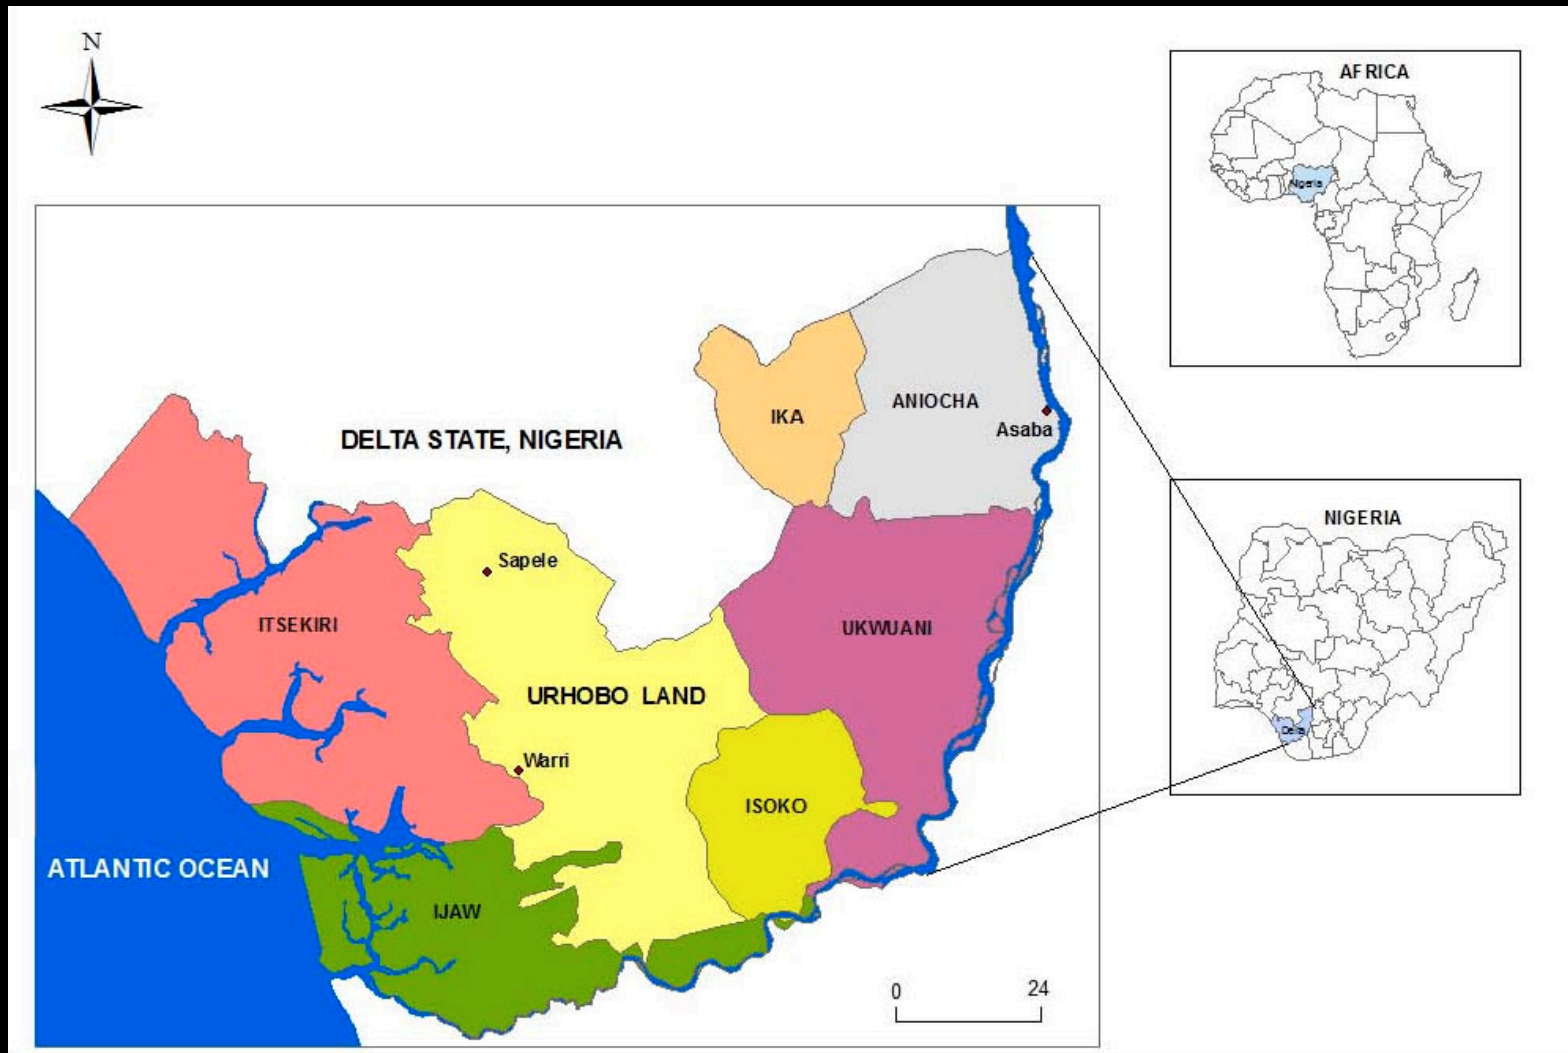 N
AFRICA
Nigeria
IKA
ANIOCHA
Asaba
DELTA STATE, NIGERIA
NIGERIA
Sapele
ITSEKIRI
UKWUANI
URHOBO LAND
Delta
Warri
ISOKO
ATLANTIC OCEAN
IJAW
0 24